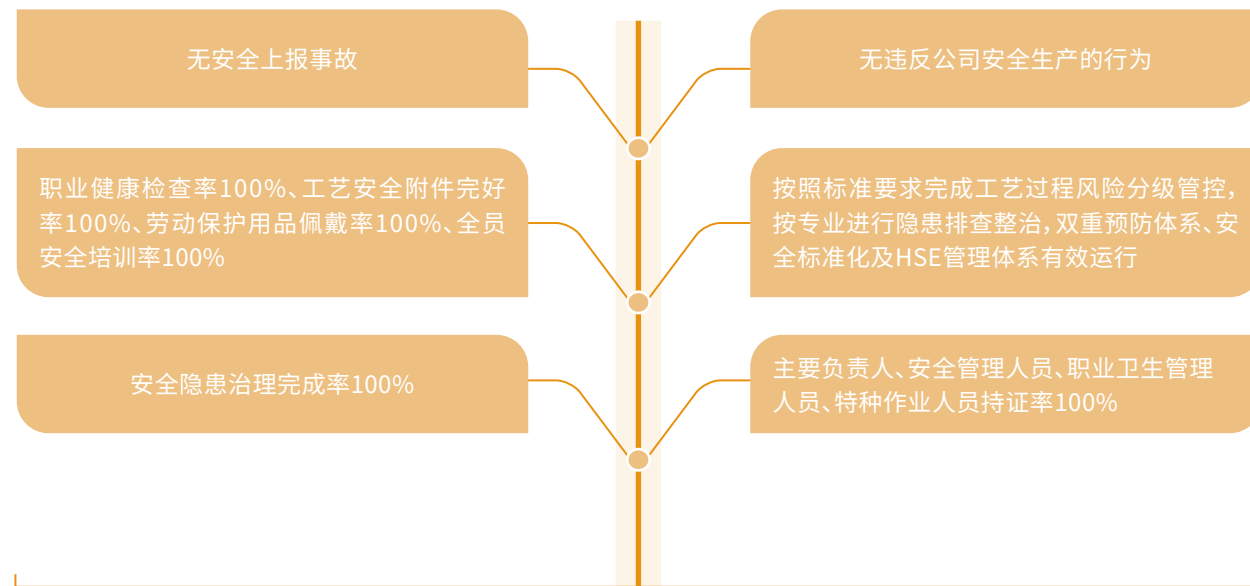 无安全上报事故
无违反公司安全生产的行为
职业健康检查率100%、工艺安全附件完好
率100%、劳动保护用品佩戴率100%、全员
安全培训率100%
按照标准要求完成工艺过程风险分级管控，
按专业进行隐患排查整治，双重预防体系、安
全标准化及HSE管理体系有效运行
安全隐患治理完成率100%
主要负责人、安全管理人员、职业卫生管理
人员、特种作业人员持证率100%